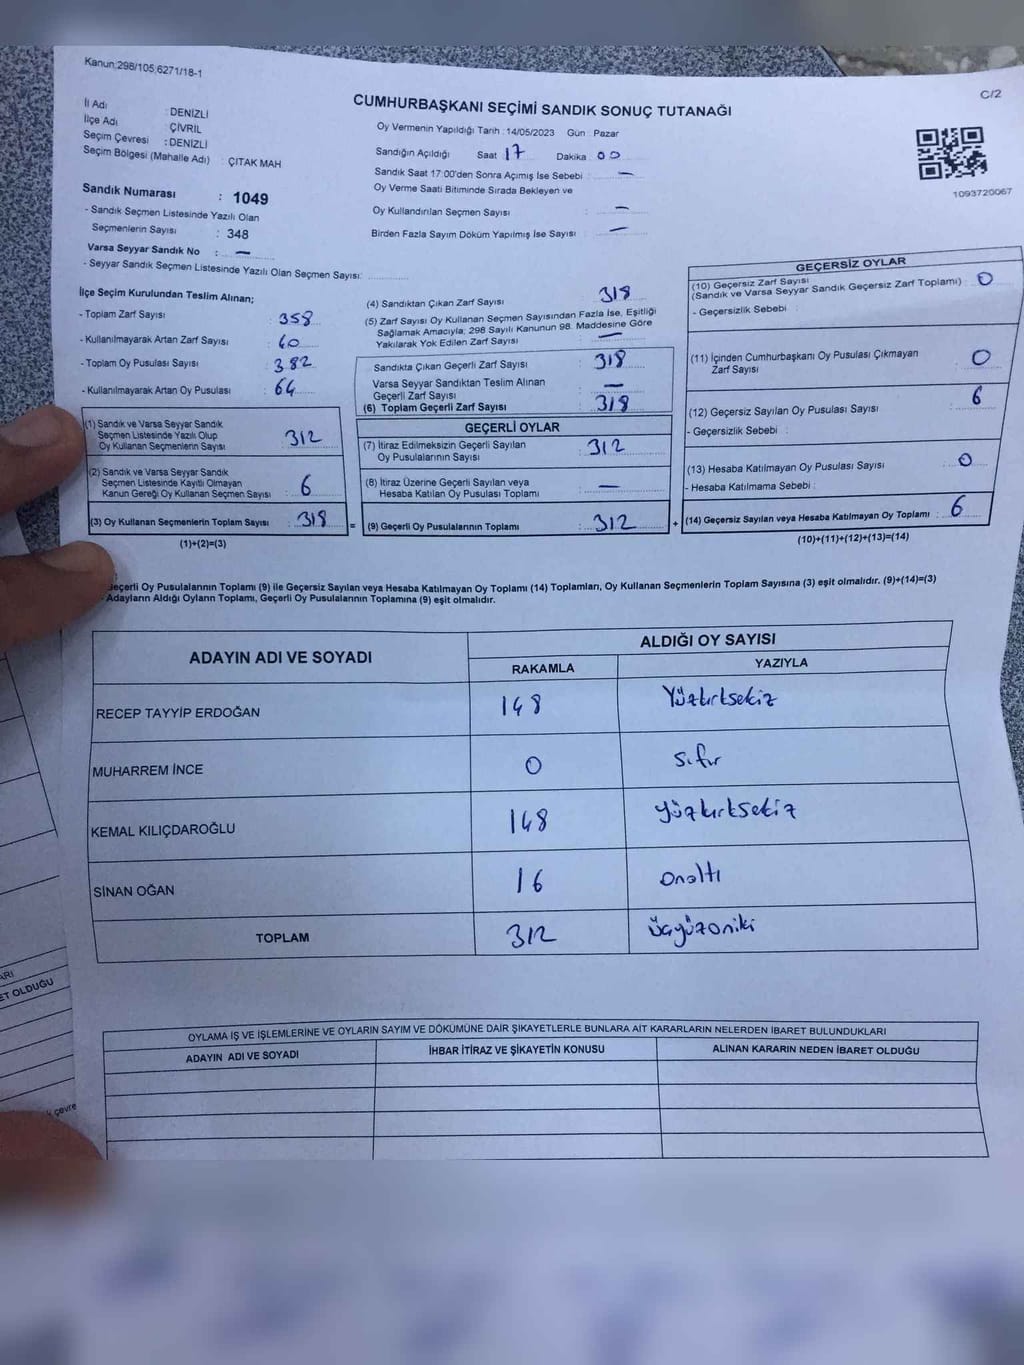 Kanun:298/105,6271/18-1
C/2
CUMHURBAŞKANI SEÇİMİ SANDIK SONUÇ TUTANAĞI
İl Adı : DENİZLİ
İlçe Adı : ÇİVRİL
Seçim Çevresi : DENİZLİ
Seçim Bölgesi (Mahalle Adı) : ÇITAK MAH
Sandık Numarası : 1049
- Sandık Seçmen Listesinde Yazılı Olan
Seçmenlerin Sayısı : 348
Varsa Seyyar Sandık No : —
- Seyyar Sandık Seçmen Listesinde Yazılı Olan Seçmen Sayısı:
Oy Vermenin Yapıldığı Tarih : 14/05/2023 Gün : Pazar
Sandığın Açıldığı Saat 17 Dakika 00
Sandık Saat 17:00'den Sonra Açımış İse Sebebi : —
Oy Verme Saati Bitiminde Sırada Bekleyen ve
Oy Kullandırılan Seçmen Sayısı : —
Birden Fazla Sayım Döküm Yapılmış İse Sayısı : —
1093720067
İlçe Seçim Kurulundan Teslim Alınan;
- Toplam Zarf Sayısı : 358
- Kullanılmayarak Artan Zarf Sayısı : 40
- Toplam Oy Pusulası Sayısı : 382
- Kullanılmayarak Artan Oy Pusulası : 64
(1) Sandık ve Varsa Seyyar Sandık
Seçmen Listesinde Yazılı Olup
Oy Kullanan Seçmenlerin Sayısı : 312
(2) Sandık ve Varsa Seyyar Sandık
Seçmen Listesinde Kayıtlı Olmayan
Kanun Gereği Oy Kullanan Seçmen Sayısı : 6
(3) Oy Kullanan Seçmenlerin Toplam Sayısı : 318 =
(1)+(2)=(3)
(4) Sandıktan Çıkan Zarf Sayısı 318
(5) Zarf Sayısı Oy Kullanan Seçmen Sayısından Fazla İse, Eşitliği
Sağlamak Amacıyla; 298 Sayılı Kanunun 98. Maddesine Göre
Yakılarak Yok Edilen Zarf Sayısı : —
Sandıkta Çıkan Geçerli Zarf Sayısı : 318
Varsa Seyyar Sandıktan Teslim Alınan
Geçerli Zarf Sayısı : —
(6) Toplam Geçerli Zarf Sayısı : 318
GEÇERLİ OYLAR
(7) İtiraz Edilmeksizin Geçerli Sayılan
Oy Pusulalarının Sayısı : 312
(8) İtiraz Üzerine Geçerli Sayılan veya
Hesaba Katılan Oy Pusulası Toplamı : —
(9) Geçerli Oy Pusulalarının Toplamı : 312 +
GEÇERSİZ OYLAR
(10) Geçersiz Zarf Sayısı
(Sandık ve Varsa Seyyar Sandık Geçersiz Zarf Toplamı) : 0
- Geçersizlik Sebebi :
(11) İçinden Cumhurbaşkanı Oy Pusulası Çıkmayan
Zarf Sayısı : 0
(12) Geçersiz Sayılan Oy Pusulası Sayısı 6
- Geçersizlik Sebebi :
(13) Hesaba Katılmayan Oy Pusulası Sayısı : 0
- Hesaba Katılmama Sebebi :
(14) Geçersiz Sayılan veya Hesaba Katılmayan Oy Toplamı : 6
(10)+(11)+(12)+(13)=(14)
Geçerli Oy Pusulalarının Toplamı (9) ile Geçersiz Sayılan veya Hesaba Katılmayan Oy Toplamı (14) Toplamları, Oy Kullanan Seçmenlerin Toplam Sayısına (3) eşit olmalıdır. (9)+(14)=(3)
Adayların Aldığı Oyların Toplamı, Geçerli Oy Pusulalarının Toplamına (9) eşit olmalıdır.
ADAYIN ADI VE SOYADI
ALDIĞI OY SAYISI
RAKAMLA YAZIYLA
RECEP TAYYİP ERDOĞAN 148 Yüzkırksekiz
MUHARREM İNCE 0 sıfır
KEMAL KILIÇDAROĞLU 148 yüzkırksekiz
SİNAN OĞAN 16 Onaltı
TOPLAM 312 üçyüzoniki
OYLAMA İŞ VE İŞLEMLERİNE VE OYLARIN SAYIM VE DÖKÜMÜNE DAİR ŞİKAYETLERLE BUNLARA AİT KARARLARIN NELERDEN İBARET BULUNDUKLARI
ADAYIN ADI VE SOYADI İHBAR İTİRAZ VE ŞİKAYETİN KONUSU ALINAN KARARIN NEDEN İBARET OLDUĞU
ARI
ET OLDUĞU
çevre